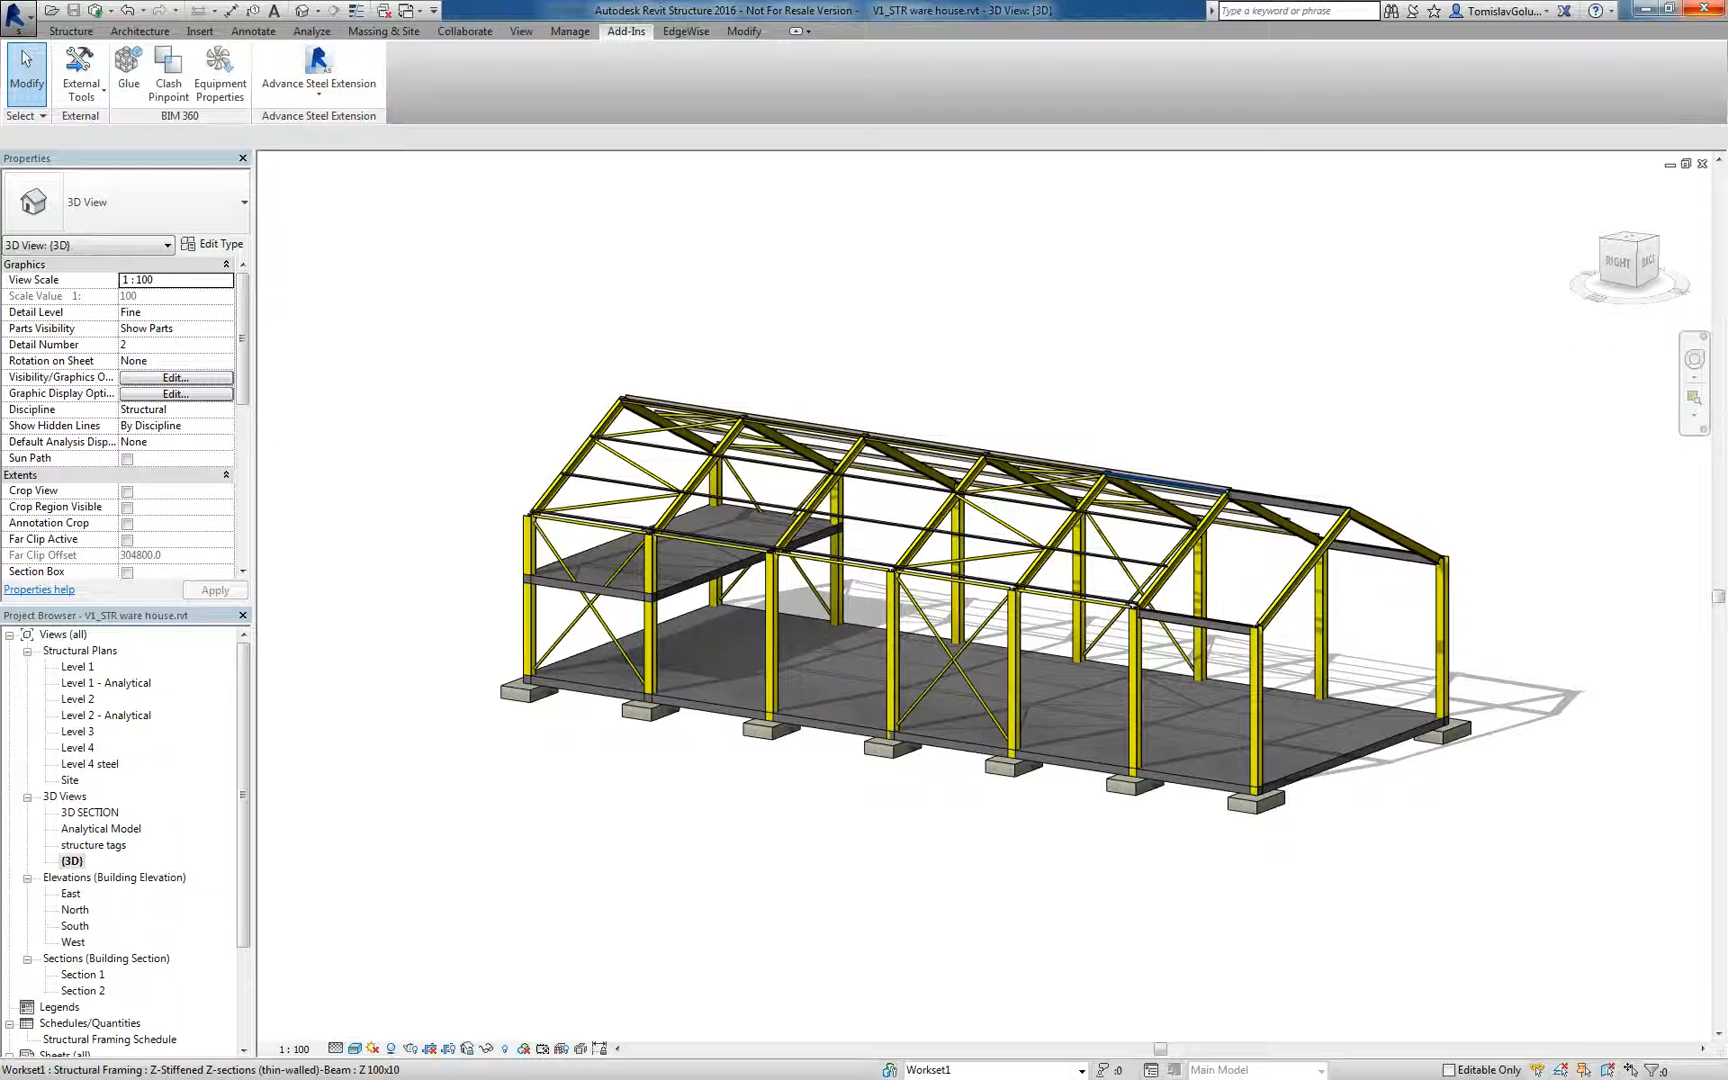 Autodesk Revit Structure 2016 - Not For Resale Version - V1_STR ware house.rvt - 3D View: {3D}
Type a keyword or phrase
TomislavGolu...
Structure Architecture Insert Annotate Analyze Massing & Site Collaborate View Manage Add-Ins EdgeWise Modify
Modify
External Tools
Glue
Clash Pinpoint
Equipment Properties
Advance Steel Extension
Select External BIM 360 Advance Steel Extension
Properties
3D View
3D View: {3D} Edit Type
Graphics
View Scale 1 : 100
Scale Value 1: 100
Detail Level Fine
Parts Visibility Show Parts
Detail Number 2
Rotation on Sheet None
Visibility/Graphics O... Edit...
Graphic Display Opti... Edit...
Discipline Structural
Show Hidden Lines By Discipline
Default Analysis Disp... None
Sun Path
Extents
Crop View
Crop Region Visible
Annotation Crop
Far Clip Active
Far Clip Offset 304800.0
Section Box
Properties help Apply
Project Browser - V1_STR ware house.rvt
Views (all)
Structural Plans
Level 1
Level 1 - Analytical
Level 2
Level 2 - Analytical
Level 3
Level 4
Level 4 steel
Site
3D Views
3D SECTION
Analytical Model
structure tags
{3D}
Elevations (Building Elevation)
East
North
South
West
Sections (Building Section)
Section 1
Section 2
Legends
Schedules/Quantities
Structural Framing Schedule
Sheets (all)
RIGHT BACK
1 : 100
Workset1 : Structural Framing : Z-Stiffened Z-sections (thin-walled)-Beam : Z 100x10
Workset1
:0
Main Model
Editable Only
:0